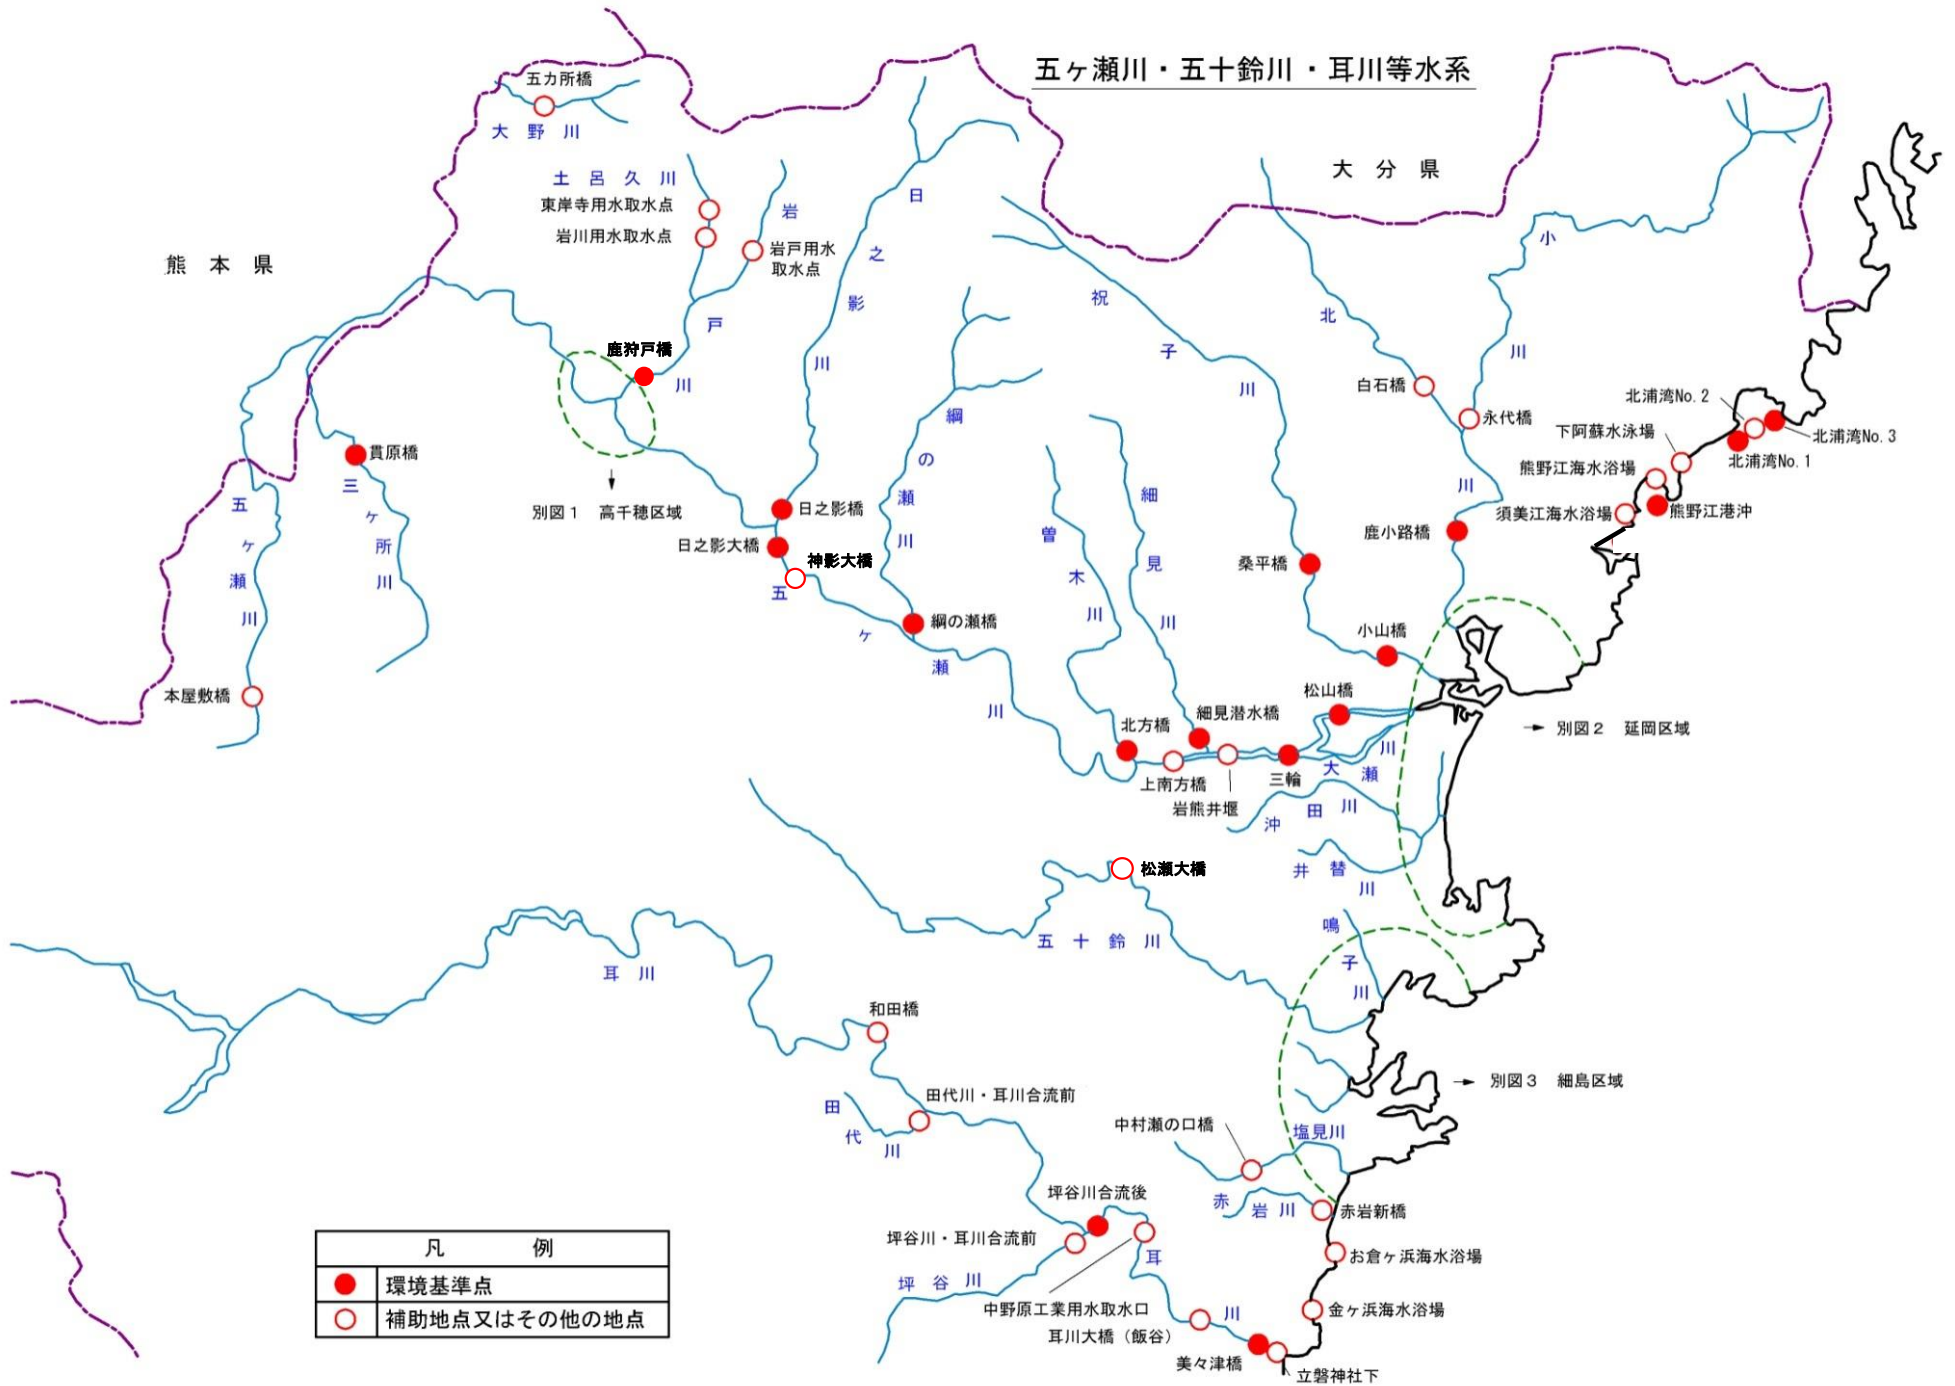 五ヶ瀬川・五十鈴川・耳川等水系
五カ所橋
大野川
土呂久川
東岸寺用水取水点
岩川用水取水点
岩戸用水
取水点
岩戸川
熊本県
大分県
鹿狩戸橋
日之影川
祝子川
北川
小川
白石橋
永代橋
北浦湾No.2
北浦湾No.3
北浦湾No.1
下阿蘇水泳場
熊野江海水浴場
熊野江港沖
須美江海水浴場
貫原橋
三ヶ所川
五ヶ瀬川
本屋敷橋
別図1 高千穂区域
日之影橋
日之影大橋
神影大橋
綱の瀬川
綱の瀬橋
五ヶ瀬川
曽木川
細見川
桑平橋
鹿小路橋
小山橋
松山橋
北方橋
細見潜水橋
上南方橋
岩熊井堰
三輪
大瀬川
沖田川
井替川
別図2 延岡区域
松瀬大橋
五十鈴川
鳴子川
耳川
和田橋
田代川・耳川合流前
田代川
別図3 細島区域
中村瀬の口橋
塩見川
赤岩川
赤岩新橋
坪谷川合流後
坪谷川・耳川合流前
坪谷川
お倉ヶ浜海水浴場
中野原工業用水取水口
耳川
耳川大橋(飯谷)
金ヶ浜海水浴場
美々津橋
立磐神社下
凡例
環境基準点
補助地点又はその他の地点